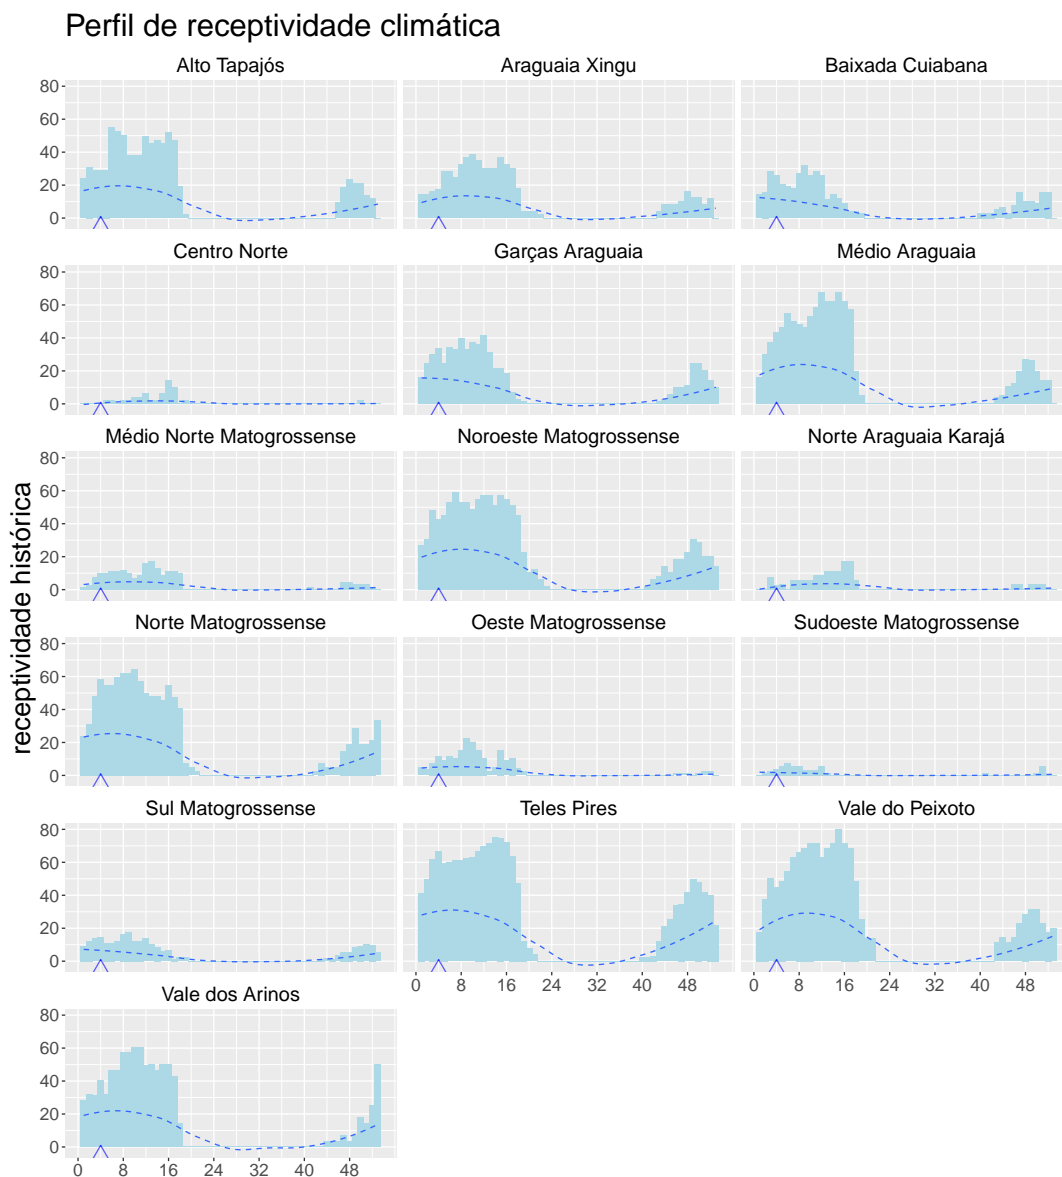 Perfil de receptividade climática
Alto Tapajós
Araguaia Xingu
Baixada Cuiabana
80
60
40
20
0
Centro Norte
Garças Araguaia
Médio Araguaia
80
60
40
20
0
Médio Norte Matogrossense
Noroeste Matogrossense
Norte Araguaia Karajá
80
60
40
20
0
receptividade histórica
Norte Matogrossense
Oeste Matogrossense
Sudoeste Matogrossense
80
60
40
20
0
Sul Matogrossense
Teles Pires
Vale do Peixoto
80
60
40
20
0
0 8 16 24 32 40 48
0 8 16 24 32 40 48
Vale dos Arinos
80
60
40
20
0
0 8 16 24 32 40 48